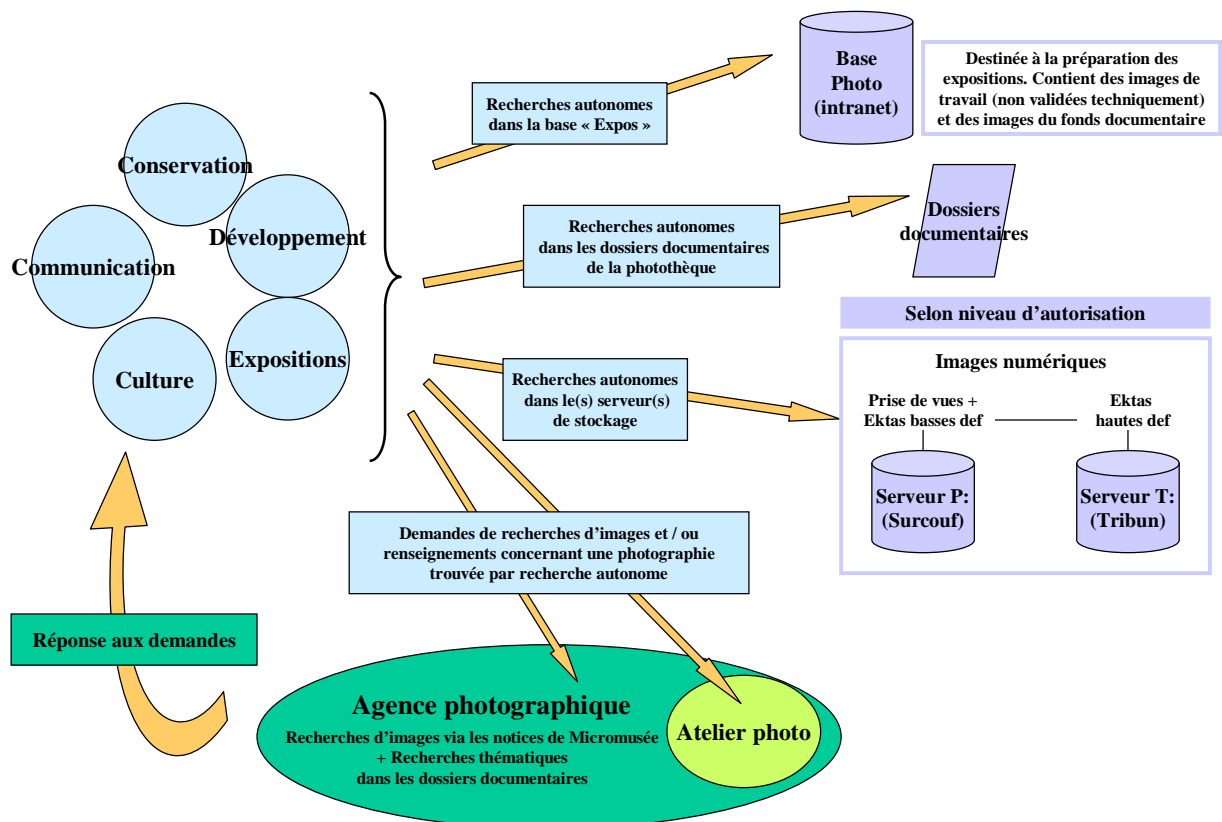 Conservation
Développement
Communication
Expositions
Culture
Recherches autonomes
dans la base « Expos »
Base
Photo
(intranet)
Destinée à la préparation des
expositions. Contient des images de
travail (non validées techniquement)
et des images du fonds documentaire
Recherches autonomes
dans les dossiers documentaires
de la photothèque
Dossiers
documentaires
Selon niveau d’autorisation
Images numériques
Recherches autonomes
dans le(s) serveur(s)
de stockage
Prise de vues +
Ektas basses def
Ektas
hautes def
Serveur P:
(Surcouf)
Serveur T:
(Tribun)
Demandes de recherches d’images et / ou
renseignements concernant une photographie
trouvée par recherche autonome
Réponse aux demandes
Agence photographique
Recherches d’images via les notices de Micromusée
+ Recherches thématiques
dans les dossiers documentaires
Atelier photo